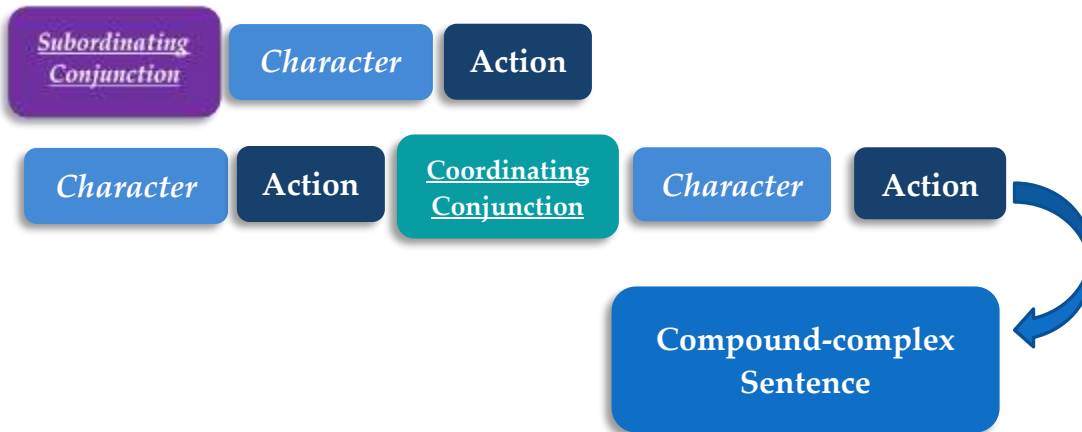 Subordinating
Conjunction
Character
Action
Character
Action
Coordinating
Conjunction
Character
Action
Compound-complex
Sentence